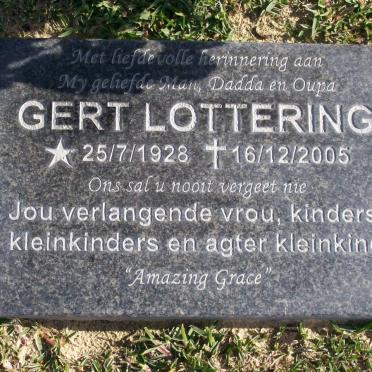 Met liefdevolle herinnering aan
My geliefde Man, Dadda en Oupa
GERT LOTTERING
25/7/1928 16/12/2005
Ons sal u nooit vergeet nie
Jou verlangende vrou, kinders
kleinkinders en agter kleinkind
"Amazing Grace"